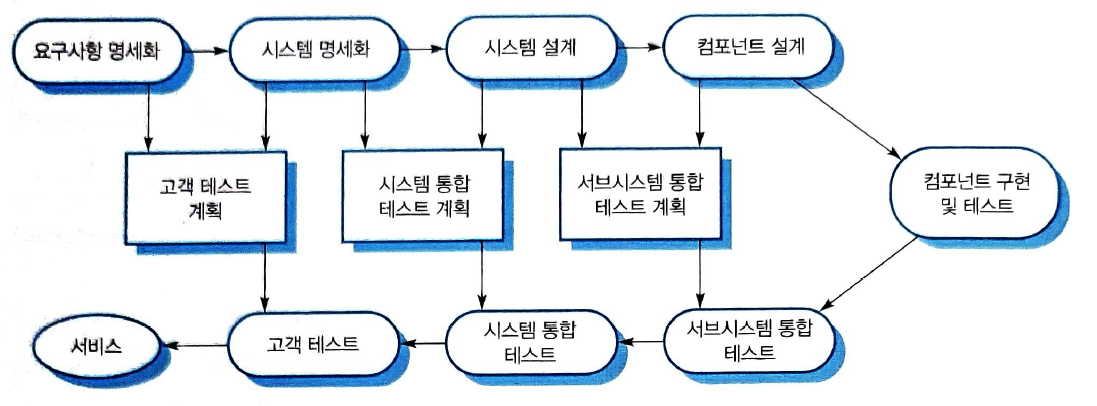 요구사항 명세화
시스템 명세화
시스템 설계
컴포넌트 설계
고객 테스트
계획
시스템 통합
테스트 계획
서브시스템 통합
테스트 계획
컴포넌트 구현
및 테스트
서비스
고객 테스트
시스템 통합
테스트
서브시스템 통합
테스트